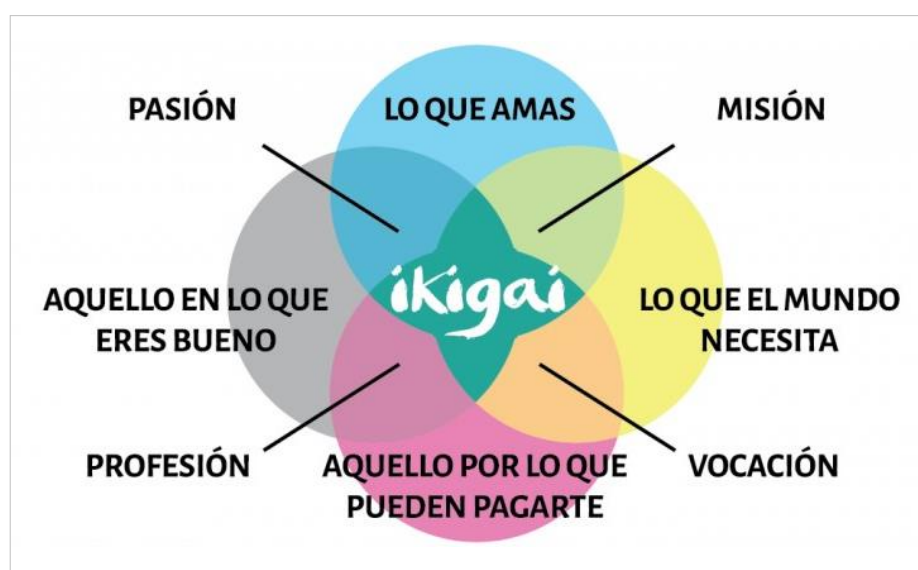 PASIÓN
LO QUE AMAS
MISIÓN
AQUELLO EN LO QUE
ERES BUENO
ikigai
LO QUE EL MUNDO
NECESITA
PROFESIÓN
AQUELLO POR LO QUE
PUEDEN PAGARTE
VOCACIÓN